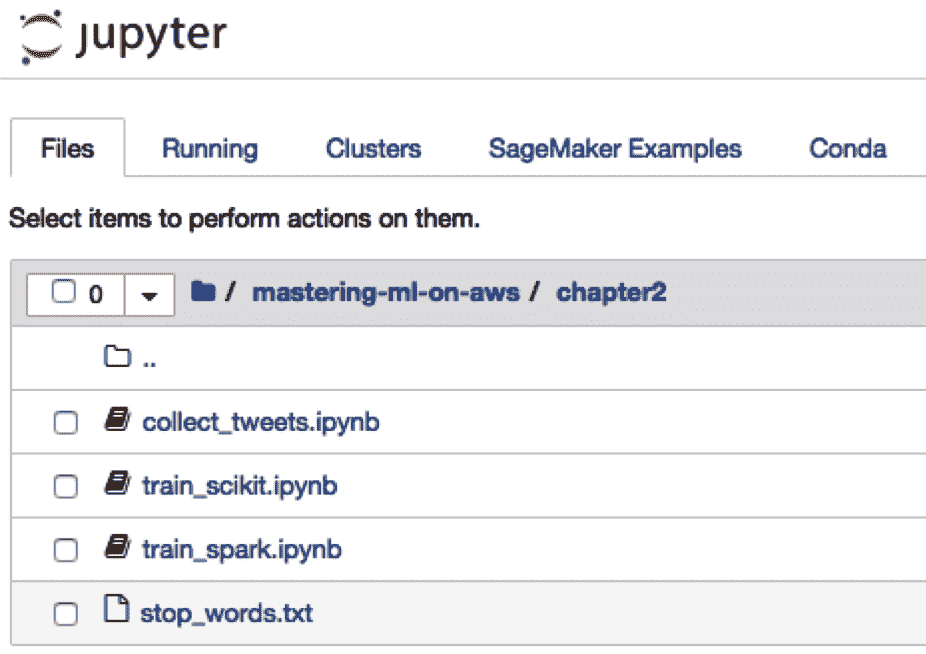 jupyter
Files Running Clusters SageMaker Examples Conda
Select items to perform actions on them.
0 / mastering-ml-on-aws / chapter2
..
collect_tweets.ipynb
train_scikit.ipynb
train_spark.ipynb
stop_words.txt